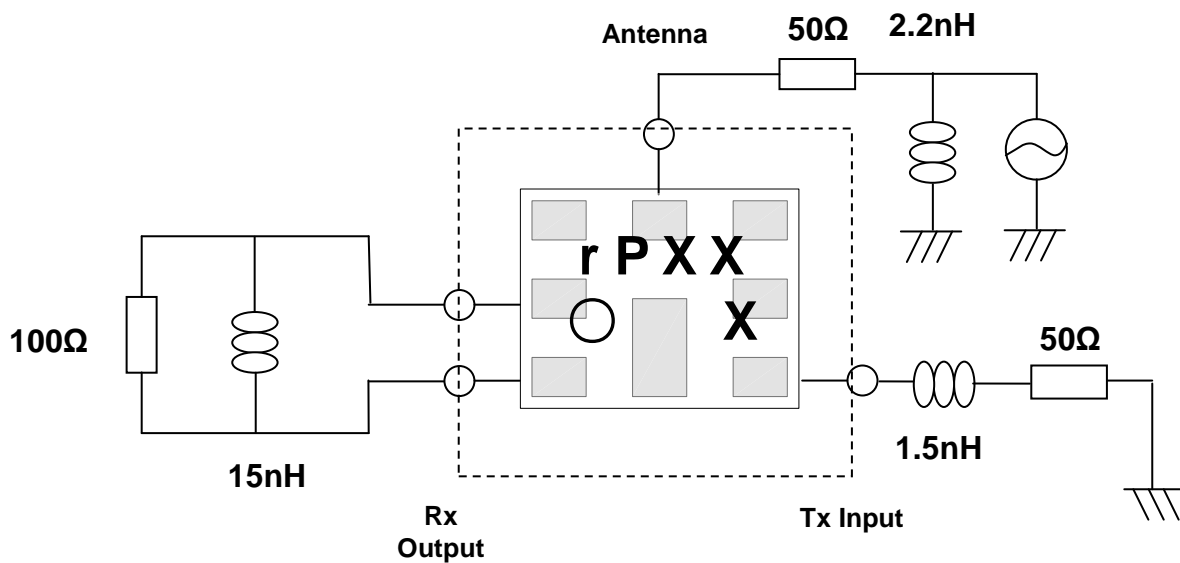 50Ω
2.2nH
Antenna
r P X X
X
100Ω
50Ω
1.5nH
15nH
Rx
Output
Tx Input